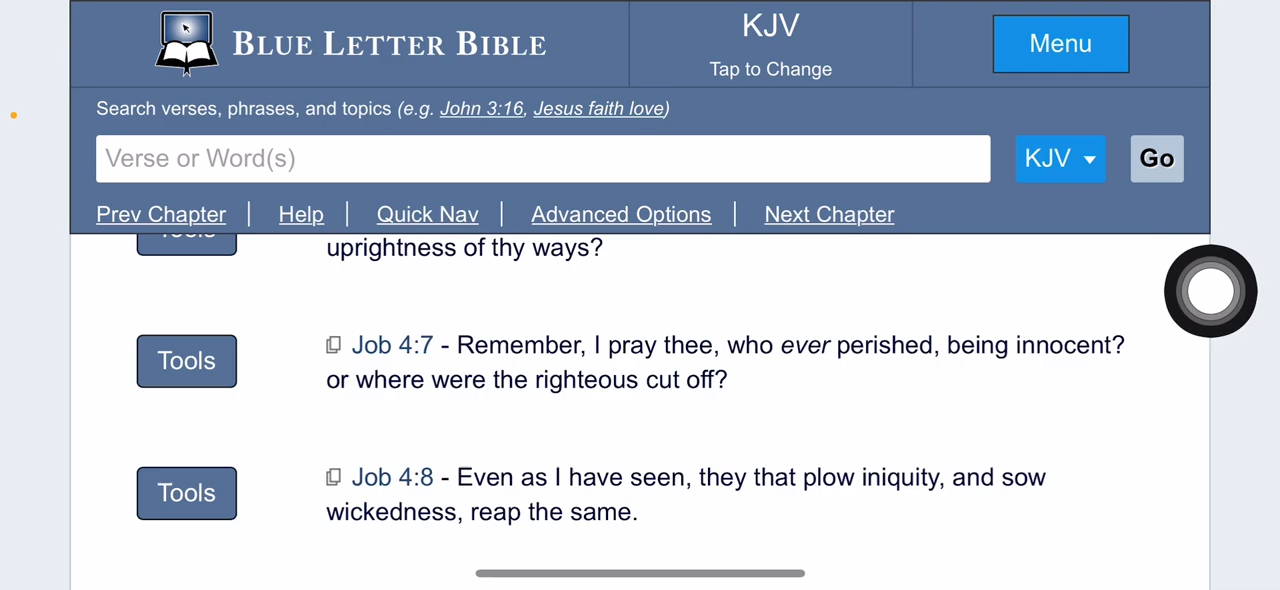 BLUE LETTER BIBLE
KJV
Tap to Change
Menu
Search verses, phrases, and topics (e.g. John 3:16, Jesus faith love)
Verse or Word(s)
KJV
Go
Prev Chapter | Help | Quick Nav | Advanced Options | Next Chapter
Tools
uprightness of thy ways?
Tools
Job 4:7 - Remember, I pray thee, who ever perished, being innocent?
or where were the righteous cut off?
Tools
Job 4:8 - Even as I have seen, they that plow iniquity, and sow
wickedness, reap the same.